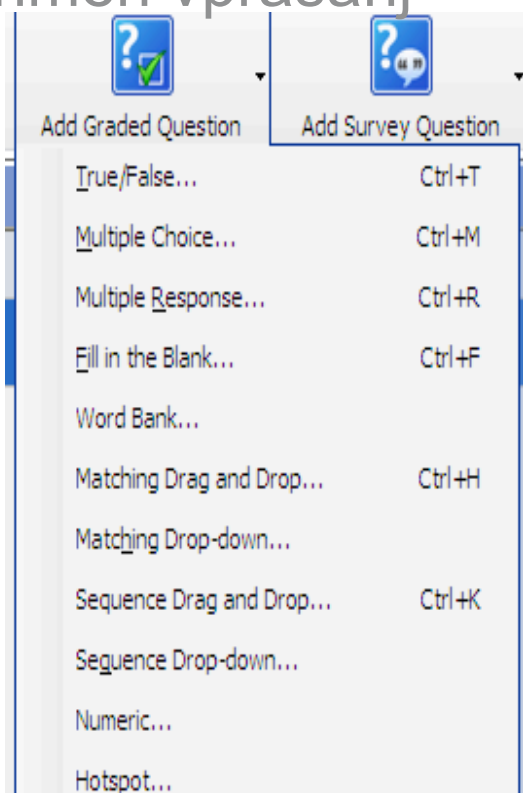 vprašanj
Add Graded Question Add Survey Question
True/False... Ctrl+T
Multiple Choice... Ctrl+M
Multiple Response... Ctrl+R
Fill in the Blank... Ctrl+F
Word Bank...
Matching Drag and Drop... Ctrl+H
Matching Drop-down...
Sequence Drag and Drop... Ctrl+K
Sequence Drop-down...
Numeric...
Hotspot...